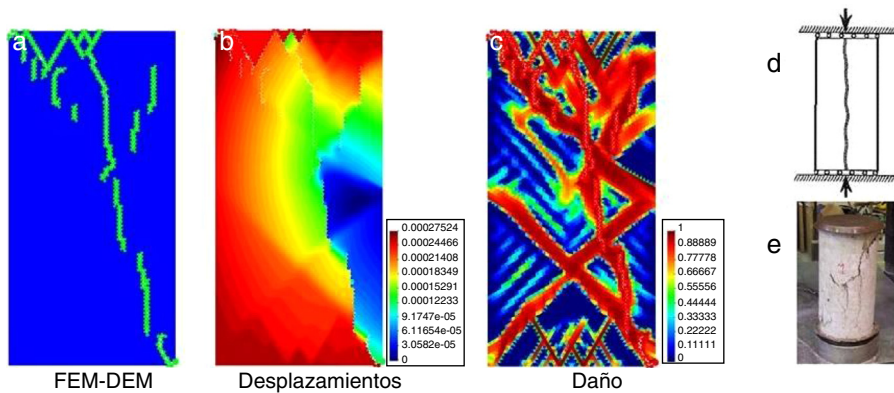 a
b
c
d
e
0.00027524
0.00024466
0.00021408
0.00018349
0.00015291
0.00012233
9.1747e-05
6.11654e-05
3.0582e-05
0
1
0.88889
0.77778
0.66667
0.55556
0.44444
0.33333
0.22222
0.11111
0
FEM-DEM
Desplazamientos
Daño